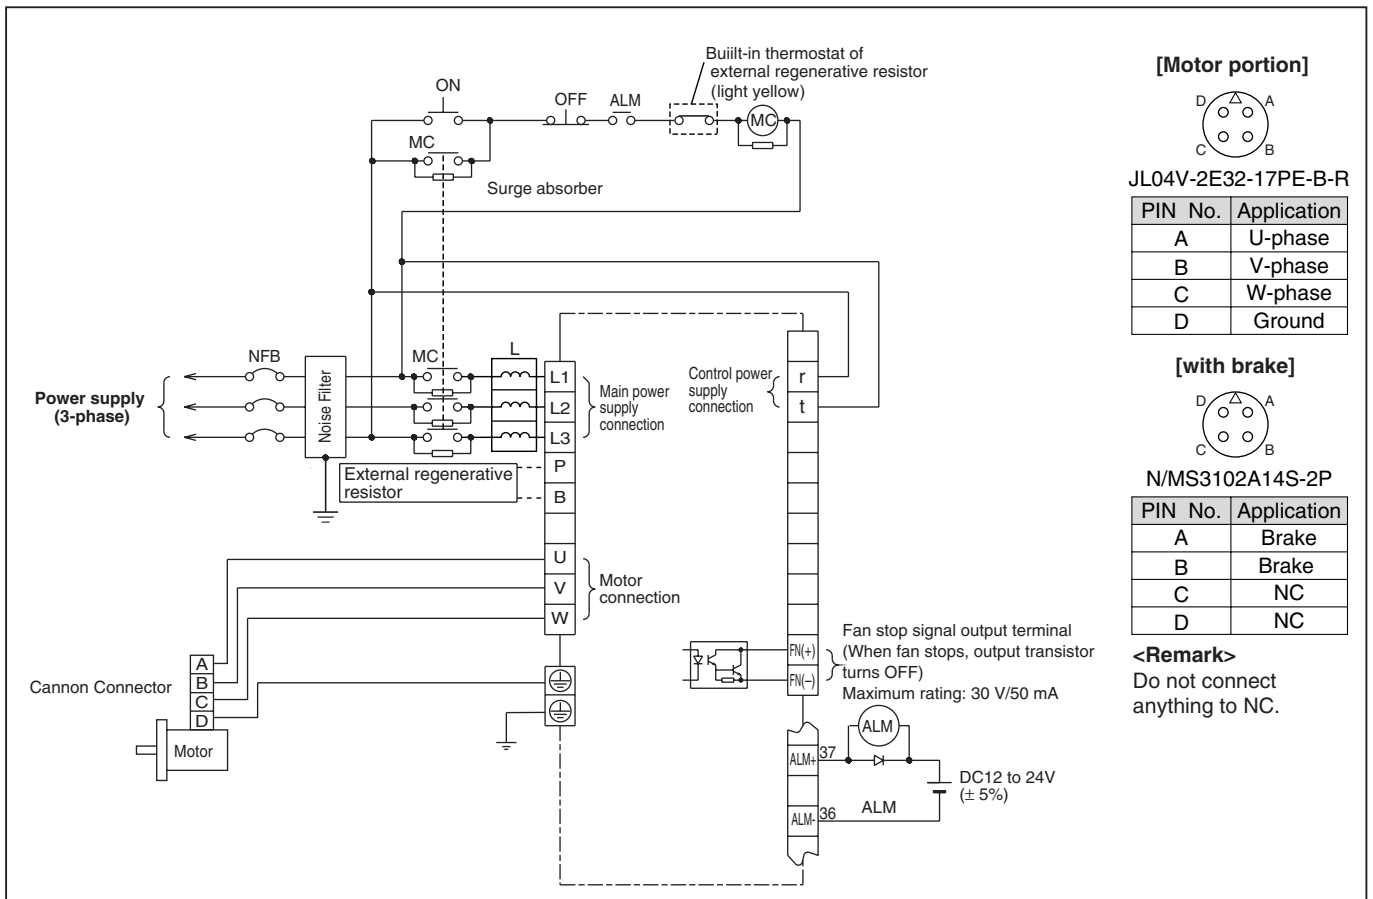 Buiilt-in thermostat of
external regenerative resistor
(light yellow)
ON
OFF
ALM
MC
MC
Surge absorber
NFB
Noise Filter
MC
L
Power supply
(3-phase)
L1
L2
L3
Main power
supply
connection
Control power
supply
connection
r
t
External regenerative
resistor
P
B
U
V
W
Motor
connection
Cannon Connector
A
B
C
D
Motor
FN(+)
FN(–)
Fan stop signal output terminal
(When fan stops, output transistor
turns OFF)
Maximum rating: 30 V/50 mA
ALM
ALM+
37
DC12 to 24V
(± 5%)
ALM-
36
ALM
[Motor portion]
D
A
C
B
JL04V-2E32-17PE-B-R
PIN No. Application
A U-phase
B V-phase
C W-phase
D Ground
[with brake]
D
A
C
B
N/MS3102A14S-2P
PIN No. Application
A Brake
B Brake
C NC
D NC
<Remark>
Do not connect
anything to NC.